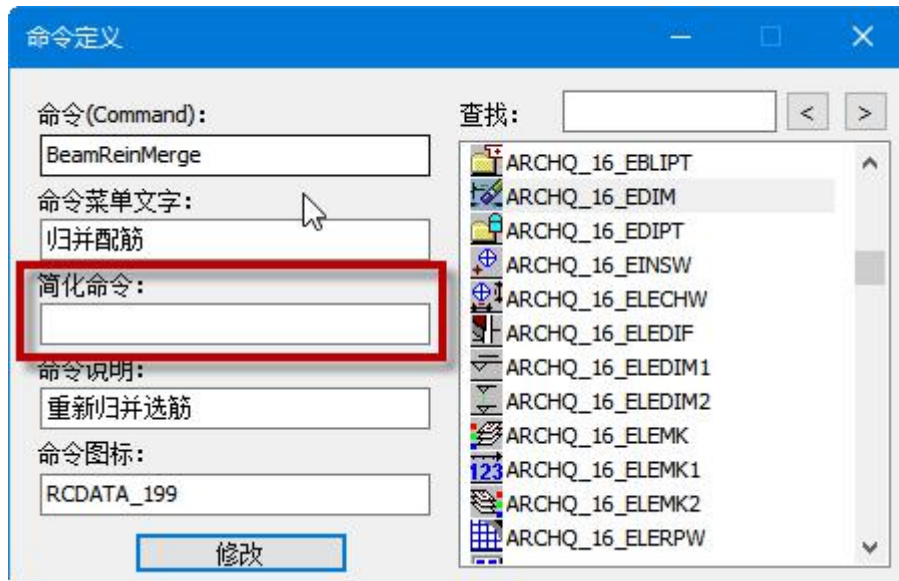 命令定义
命令(Command):
BeamReinMerge
命令菜单文字:
归并配筋
简化命令:
命令说明:
重新归并选筋
命令图标:
RCDATA_199
修改
查找:
<
>
ARCHQ_16_EBLIPT
ARCHQ_16_EDIM
ARCHQ_16_EDIPT
ARCHQ_16_EINSW
ARCHQ_16_ELECHW
ARCHQ_16_ELEDIF
ARCHQ_16_ELEDIM1
ARCHQ_16_ELEDIM2
ARCHQ_16_ELEMK
123 ARCHQ_16_ELEMK1
ARCHQ_16_ELEMK2
ARCHQ_16_ELERPW